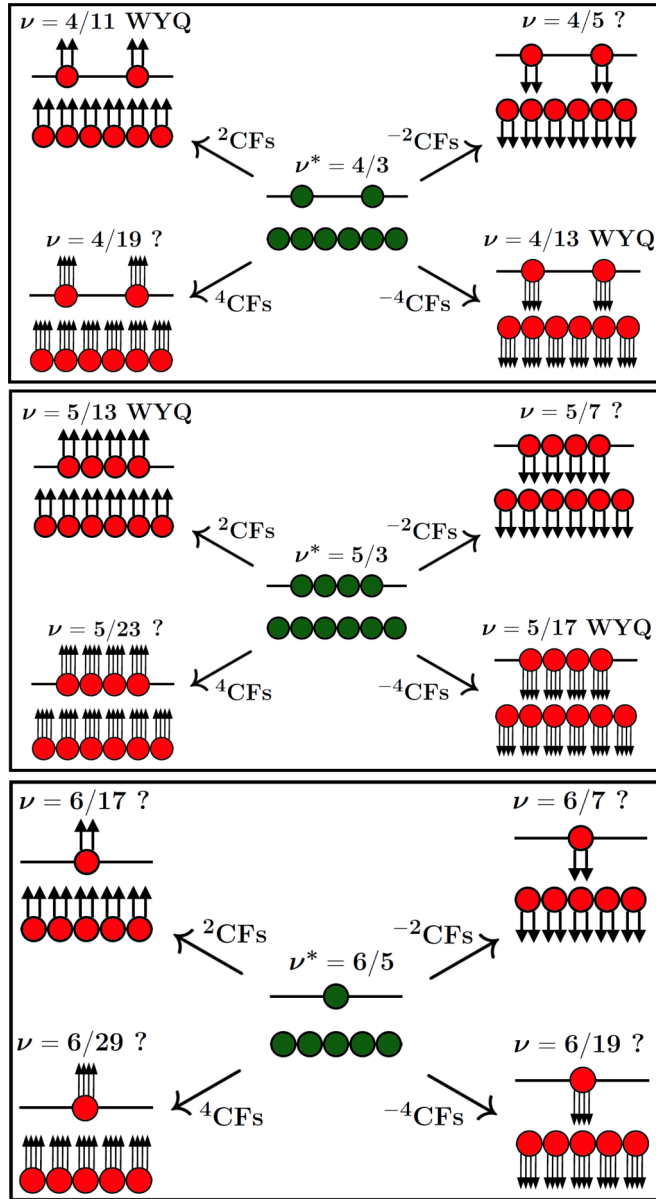 ν = 4/11 WYQ
ν = 4/5 ?
²CFs
⁻²CFs
ν* = 4/3
ν = 4/19 ?
ν = 4/13 WYQ
⁴CFs
⁻⁴CFs
ν = 5/13 WYQ
ν = 5/7 ?
²CFs
⁻²CFs
ν* = 5/3
ν = 5/23 ?
ν = 5/17 WYQ
⁴CFs
⁻⁴CFs
ν = 6/17 ?
ν = 6/7 ?
²CFs
⁻²CFs
ν* = 6/5
ν = 6/29 ?
ν = 6/19 ?
⁴CFs
⁻⁴CFs